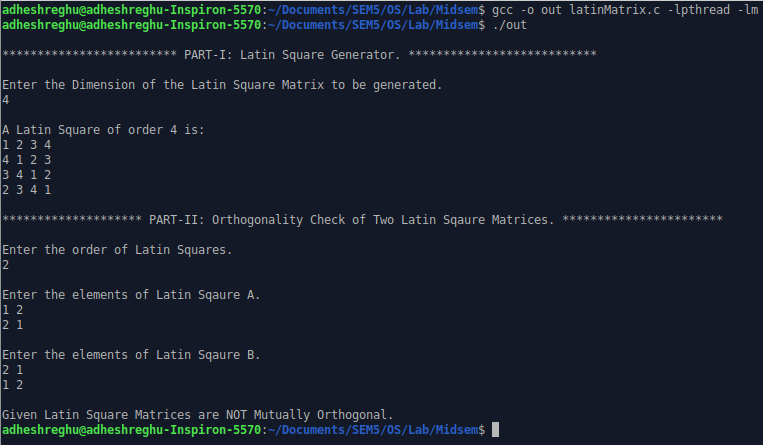 adheshreghu@adheshreghu-Inspiron-5570:~/Documents/SEM5/OS/Lab/Midsem$ gcc -o out latinMatrix.c -lpthread -lm
adheshreghu@adheshreghu-Inspiron-5570:~/Documents/SEM5/OS/Lab/Midsem$ ./out
************************* PART-I: Latin Square Generator. ***************************
Enter the Dimension of the Latin Square Matrix to be generated.
4
A Latin Square of order 4 is:
1 2 3 4
4 1 2 3
3 4 1 2
2 3 4 1
******************** PART-II: Orthogonality Check of Two Latin Sqaure Matrices. ***********************
Enter the order of Latin Squares.
2
Enter the elements of Latin Sqaure A.
1 2
2 1
Enter the elements of Latin Sqaure B.
2 1
1 2
Given Latin Square Matrices are NOT Mutually Orthogonal.
adheshreghu@adheshreghu-Inspiron-5570:~/Documents/SEM5/OS/Lab/Midsem$